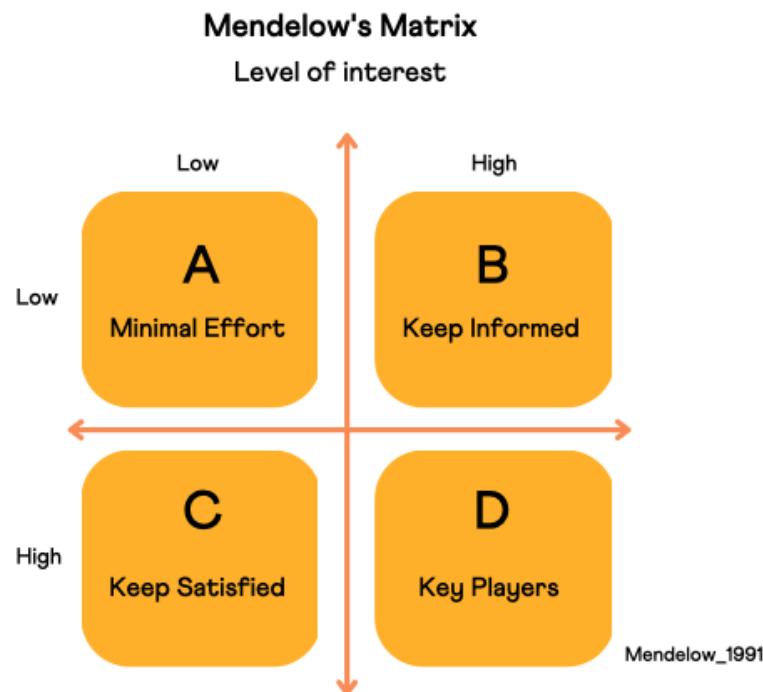 Mendelow's Matrix
Level of interest
Low
High
Low
A
Minimal Effort
B
Keep Informed
High
C
Keep Satisfied
D
Key Players
Mendelow_1991